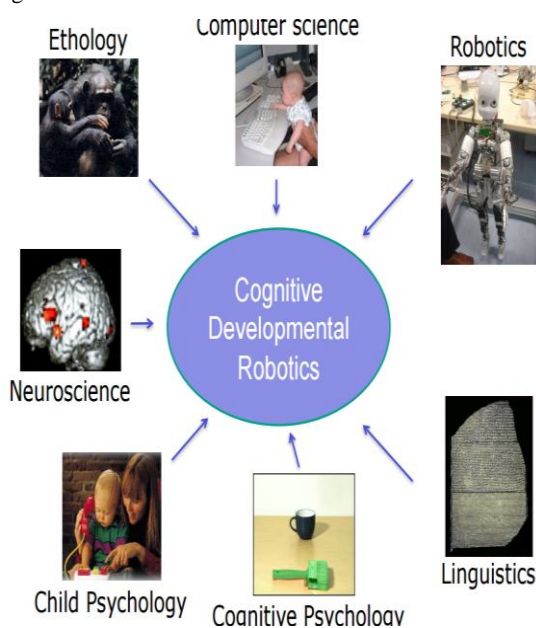 Computer science
Ethology
Robotics
Cognitive
Developmental
Robotics
Neuroscience
Linguistics
Child Psychology
Cognitive Psychology